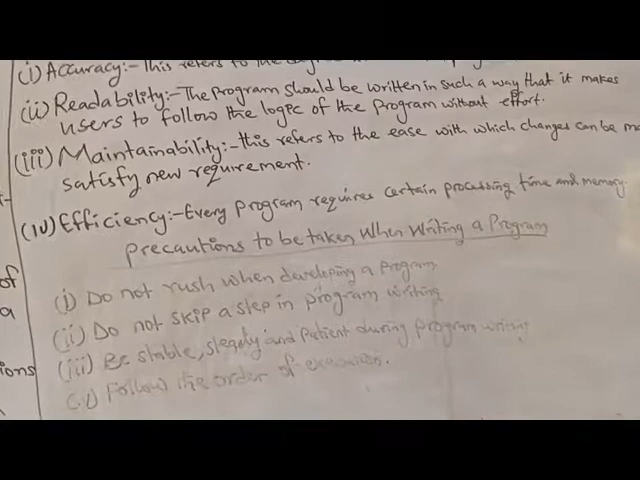 (i) Accuracy:- This refers to the
(ii) Readability:- The program should be written in such a way that it makes
users to follow the logic of the program without effort.
(iii) Maintainability:- this refers to the ease with which changes can be
satisfy new requirement.
(iv) Efficiency:- Every program requires certain processing time and memory.
of
a
ions
precautions to be taken when writing a program
(i) Do not rush when developing a program
(ii) Do not skip a step in program writing
(iii) Be stable, steady and patient during program writing
Follow the order of execution.